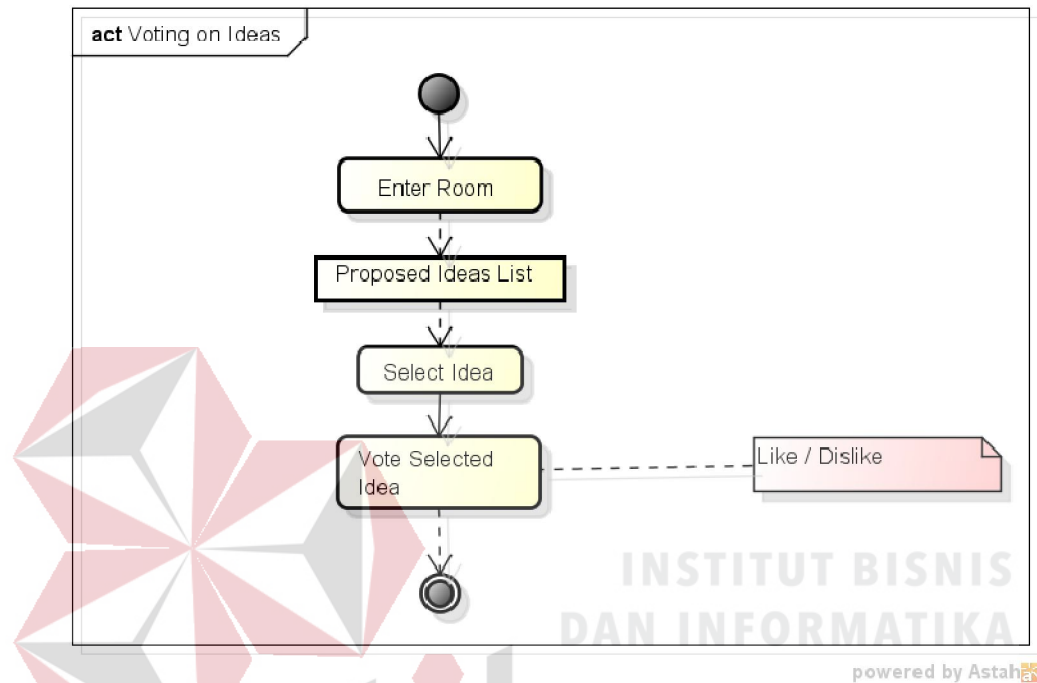 act Voting on Ideas
Enter Room
Proposed Ideas List
Select Idea
Vote Selected
Idea
Like / Dislike
INSTITUT BISNIS
DAN INFORMATIKA
powered by Astah